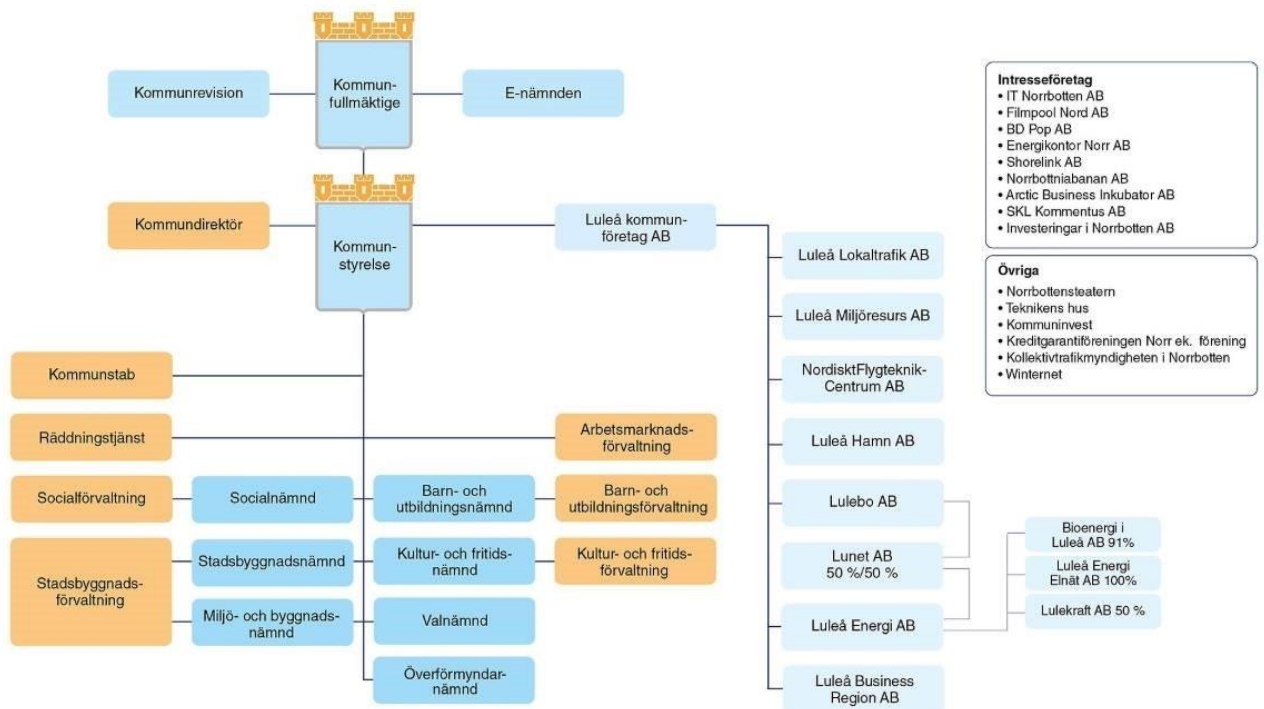 Kommunrevision
Kommun-
fullmäktige
E-nämnden
Kommundirektör
Kommun-
styrelse
Luleå kommun-
företag AB
Kommunstab
Räddningstjänst
Arbetsmarknads-
förvaltning
Socialförvaltning
Socialnämnd
Barn- och
utbildningsnämnd
Barn- och
utbildningsförvaltning
Stadsbyggnads-
förvaltning
Stadsbyggnadsnämnd
Kultur- och fritids-
nämnd
Kultur- och fritids-
förvaltning
Miljö- och byggnads-
nämnd
Valnämnd
Överförmyndar-
nämnd
Luleå Lokaltrafik AB
Luleå Miljöresurs AB
NordisktFlygteknik-
Centrum AB
Luleå Hamn AB
Lulebo AB
Lunet AB
50 %/50 %
Luleå Energi AB
Luleå Business
Region AB
Bioenergi i
Luleå AB 91%
Luleå Energi
Elnät AB 100%
Lulekraft AB 50 %
Intresseföretag
• IT Norrbotten AB
• Filmpool Nord AB
• BD Pop AB
• Energikontor Norr AB
• Shorelink AB
• Norrbottniabanan AB
• Arctic Business Inkubator AB
• SKL Kommentus AB
• Investeringar i Norrbotten AB
Övriga
• Norrbottensteatern
• Teknikens hus
• Kommuninvest
• Kreditgarantiföreningen Norr ek. förening
• Kollektivtrafikmyndigheten i Norrbotten
• Winternet